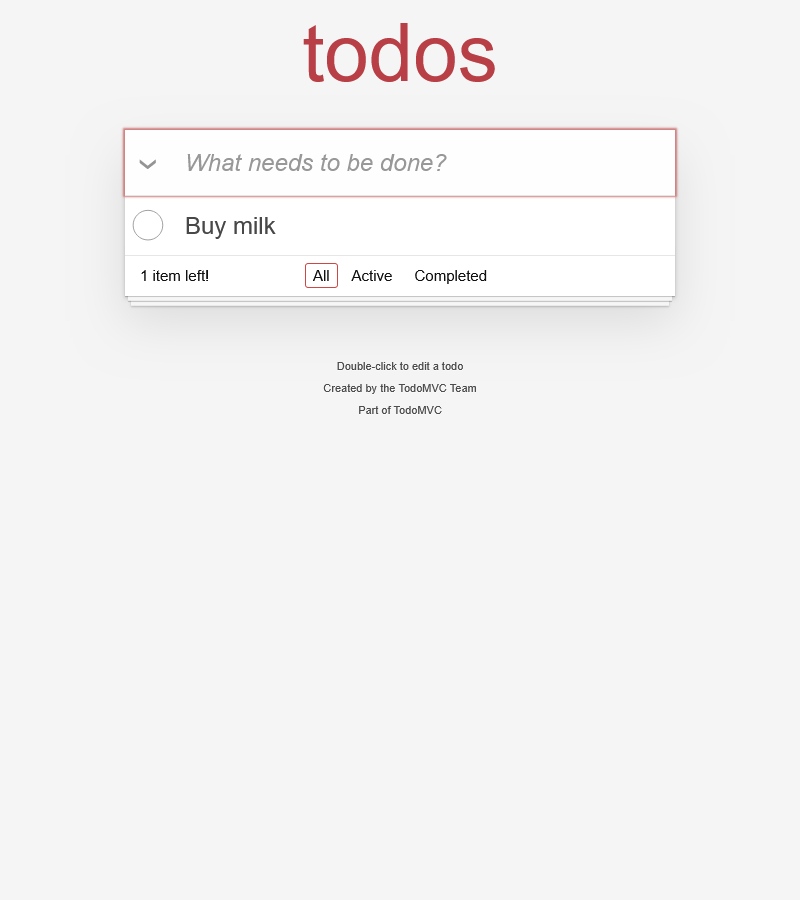 todos
What needs to be done?
Buy milk
1 item left! All Active Completed
Double-click to edit a todo
Created by the TodoMVC Team
Part of TodoMVC